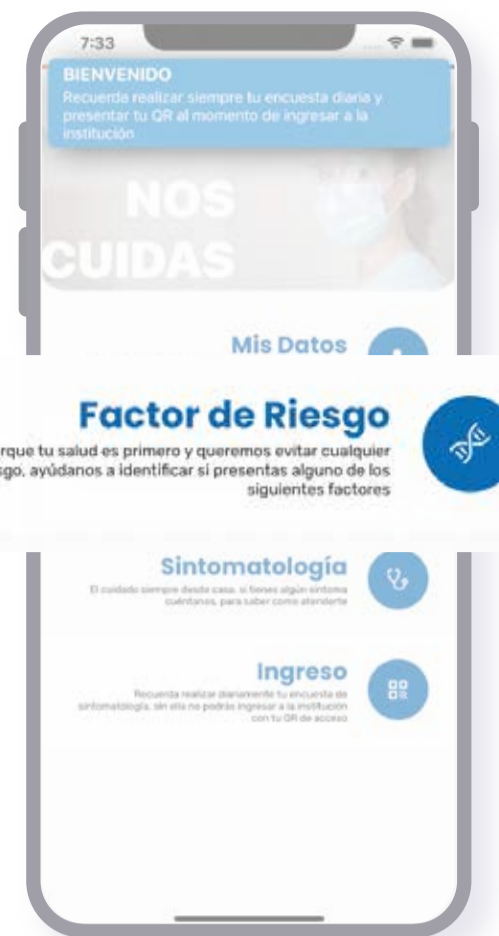 7:33
BIENVENIDO
Recuerda realizar siempre tu encuesta diaria y
presentar tu QR al momento de ingresar a la
institución
NOS
CUIDAS
Mis Datos
Factor de Riesgo
rque tu salud es primero y queremos evitar cualquier
sgo, ayúdanos a identificar si presentas alguno de los
siguientes factores
Sintomatología
El cuidado siempre desde casa, si tienes algún síntoma
cuéntanos, para saber como atenderte
Ingreso
Recuerda realizar diariamente tu encuesta de
sintomatología, sin ella no podrás ingresar a la institución
con tu QR de acceso